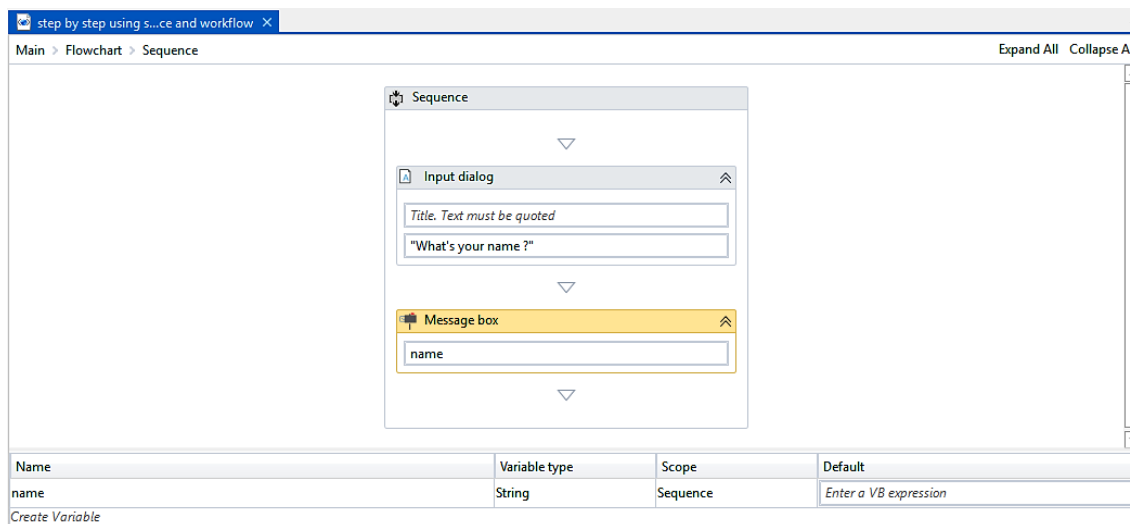 step by step using s...ce and workflow
Main > Flowchart > Sequence Expand All Collapse A
Sequence
Input dialog
Title. Text must be quoted
"What's your name ?"
Message box
name
Name Variable type Scope Default
name String Sequence Enter a VB expression
Create Variable